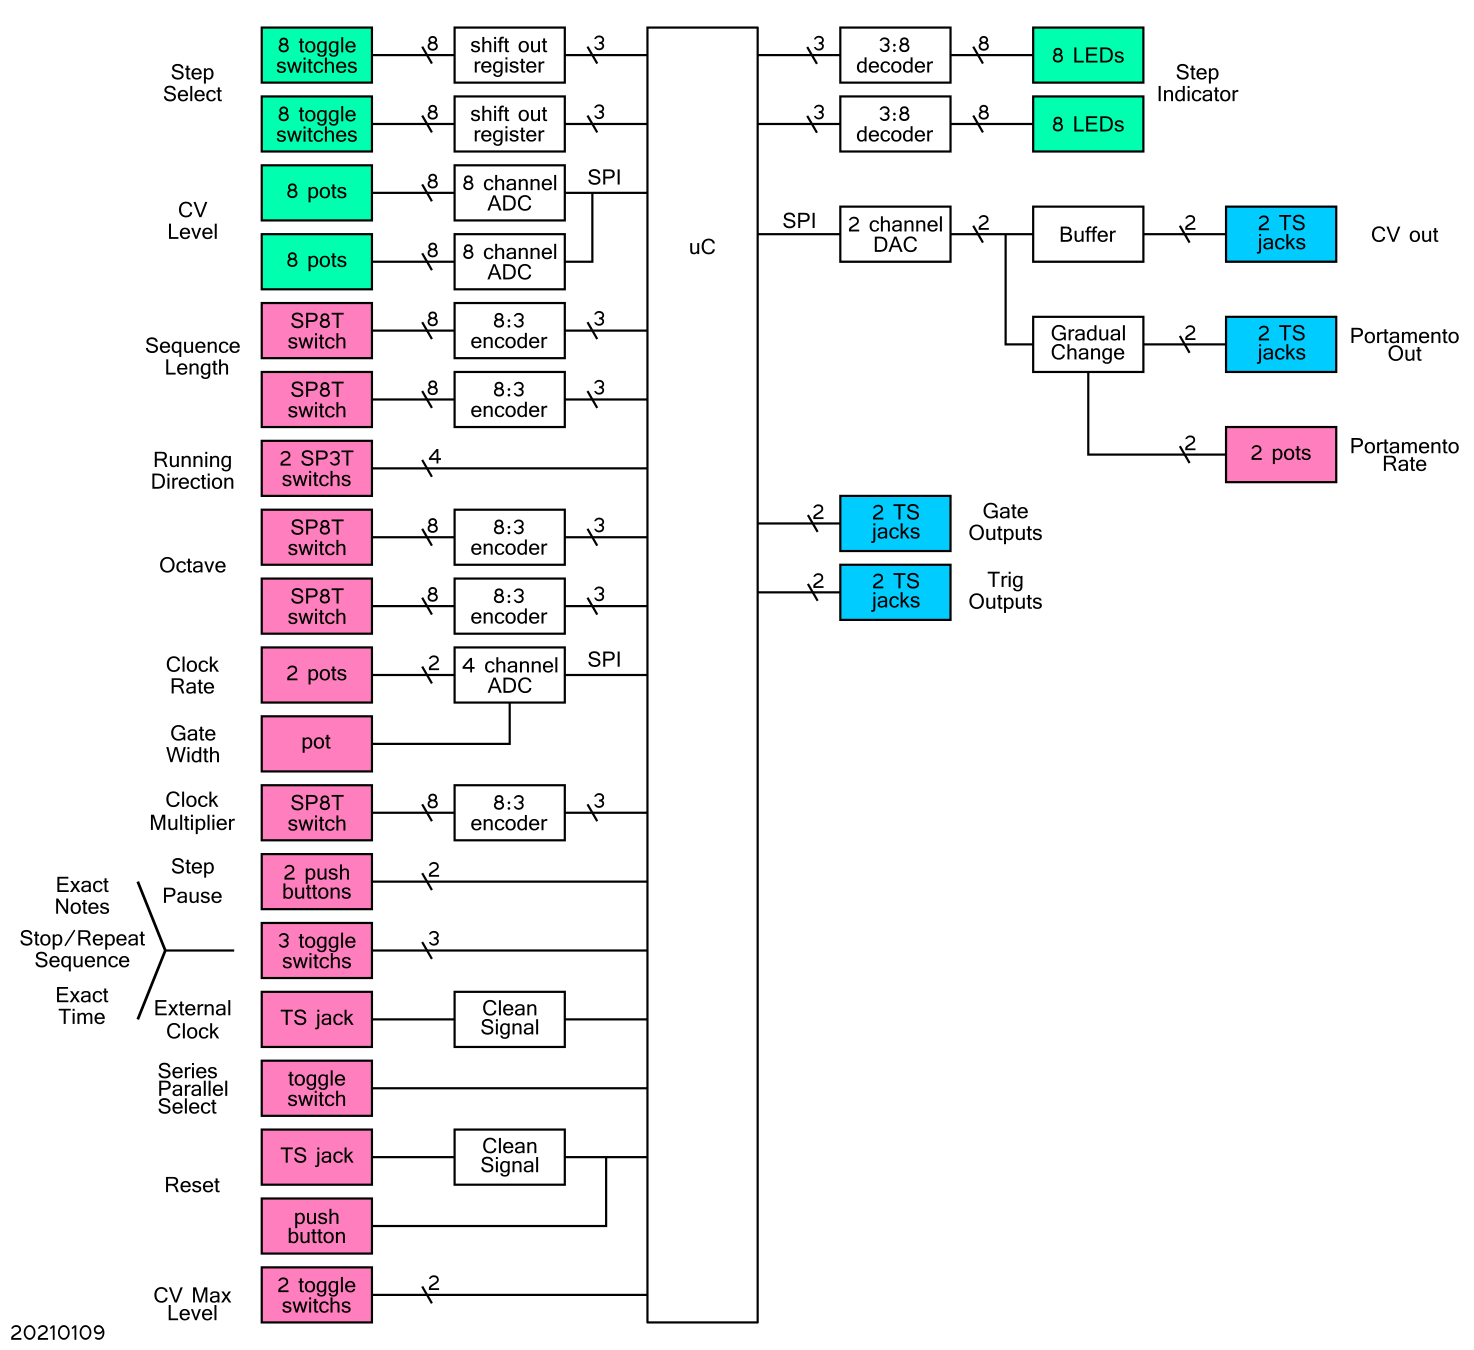 Step
Select
8 toggle
switches
8
shift out
register
3
8 toggle
switches
8
shift out
register
3
CV
Level
8 pots
8
8 channel
ADC
SPI
8 pots
8
8 channel
ADC
Sequence
Length
SP8T
switch
8
8:3
encoder
3
SP8T
switch
8
8:3
encoder
3
Running
Direction
2 SP3T
switchs
4
Octave
SP8T
switch
8
8:3
encoder
3
SP8T
switch
8
8:3
encoder
3
Clock
Rate
2 pots
2
4 channel
ADC
SPI
Gate
Width
pot
Clock
Multiplier
SP8T
switch
8
8:3
encoder
3
Step
Pause
2 push
buttons
2
Exact
Notes
Stop/Repeat
Sequence
Exact
Time
3 toggle
switchs
3
External
Clock
TS jack
Clean
Signal
Series
Parallel
Select
toggle
switch
Reset
TS jack
Clean
Signal
push
button
CV Max
Level
2 toggle
switchs
2
20210109
uC
3
3:8
decoder
8
8 LEDs
Step
Indicator
3
3:8
decoder
8
8 LEDs
SPI
2 channel
DAC
2
Buffer
2
2 TS
jacks
CV out
Gradual
Change
2
2 TS
jacks
Portamento
Out
2
2 pots
Portamento
Rate
2
2 TS
jacks
Gate
Outputs
2
2 TS
jacks
Trig
Outputs